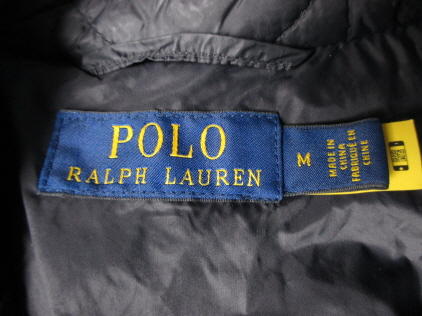 POLO
RALPH LAUREN
M
MADE IN
CHINA
FABRIQUÉ EN
CHINE